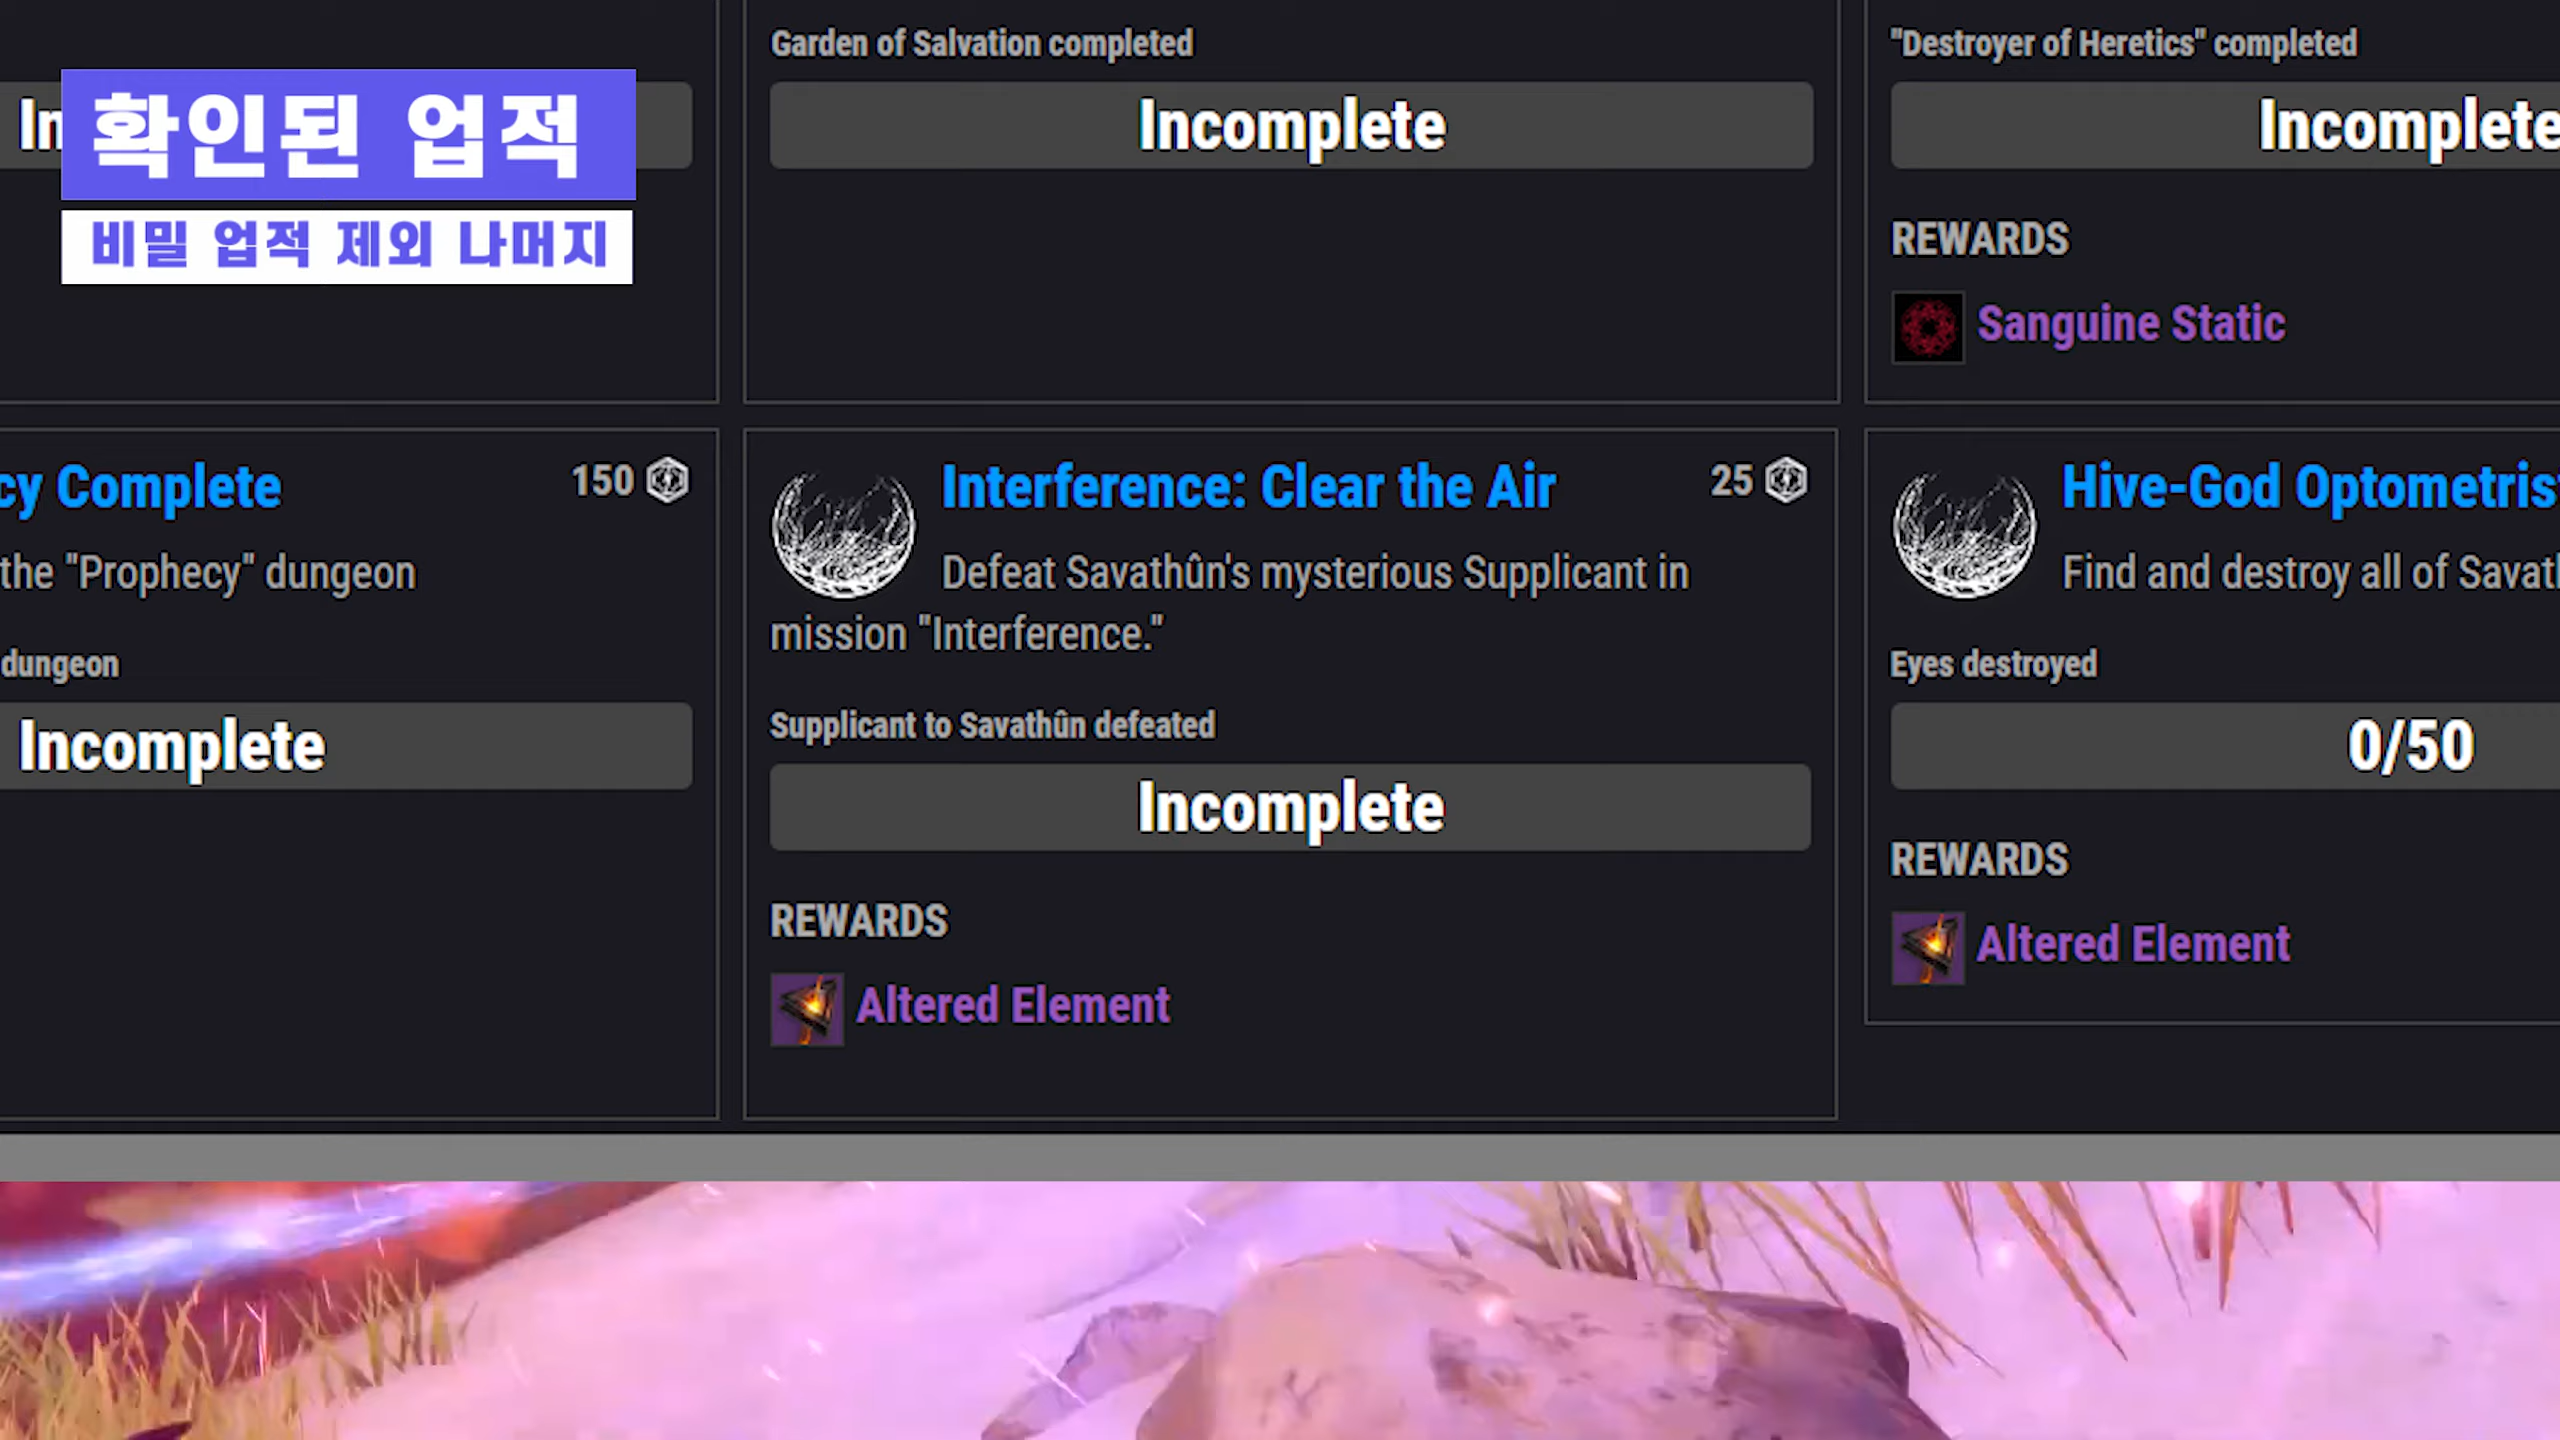 Garden of Salvation completed
"Destroyer of Heretics" completed
In
Incomplete
Incomplete
확인된 업적
비밀 업적 제외 나머지
REWARDS
Sanguine Static
cy Complete
150
the "Prophecy" dungeon
dungeon
Incomplete
Interference: Clear the Air
25
Defeat Savathûn's mysterious Supplicant in
mission "Interference."
Supplicant to Savathûn defeated
Incomplete
REWARDS
Altered Element
Hive-God Optometris
Find and destroy all of Savat
Eyes destroyed
0/50
REWARDS
Altered Element